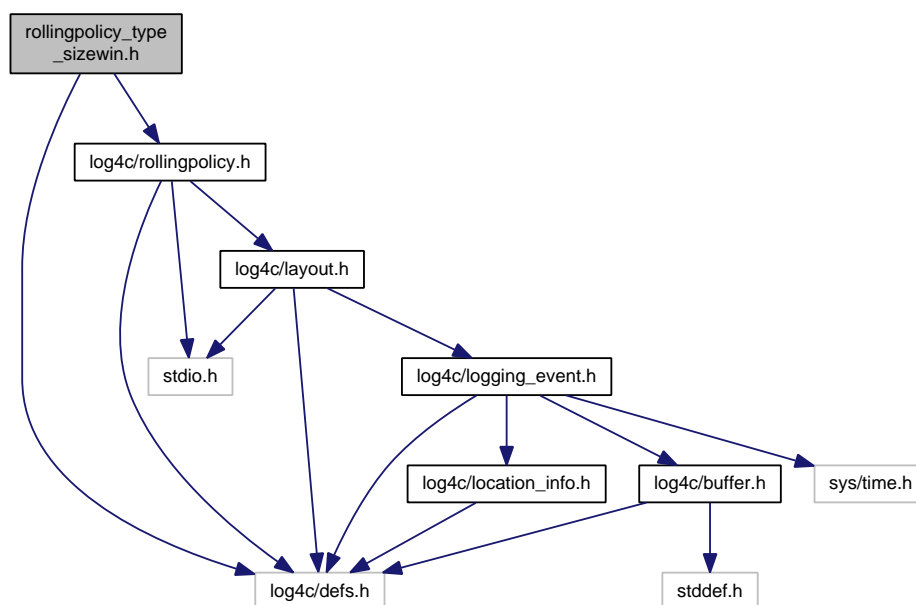 rollingpolicy_type
_sizewin.h
log4c/rollingpolicy.h
log4c/layout.h
stdio.h
log4c/logging_event.h
log4c/location_info.h
log4c/buffer.h
sys/time.h
log4c/defs.h
stddef.h